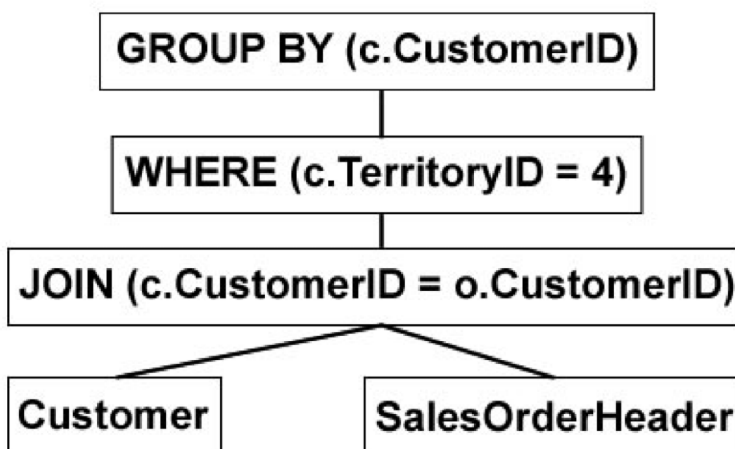 GROUP BY (c.CustomerID)
WHERE (c.TerritoryID = 4)
JOIN (c.CustomerID = o.CustomerID)
Customer
SalesOrderHeader